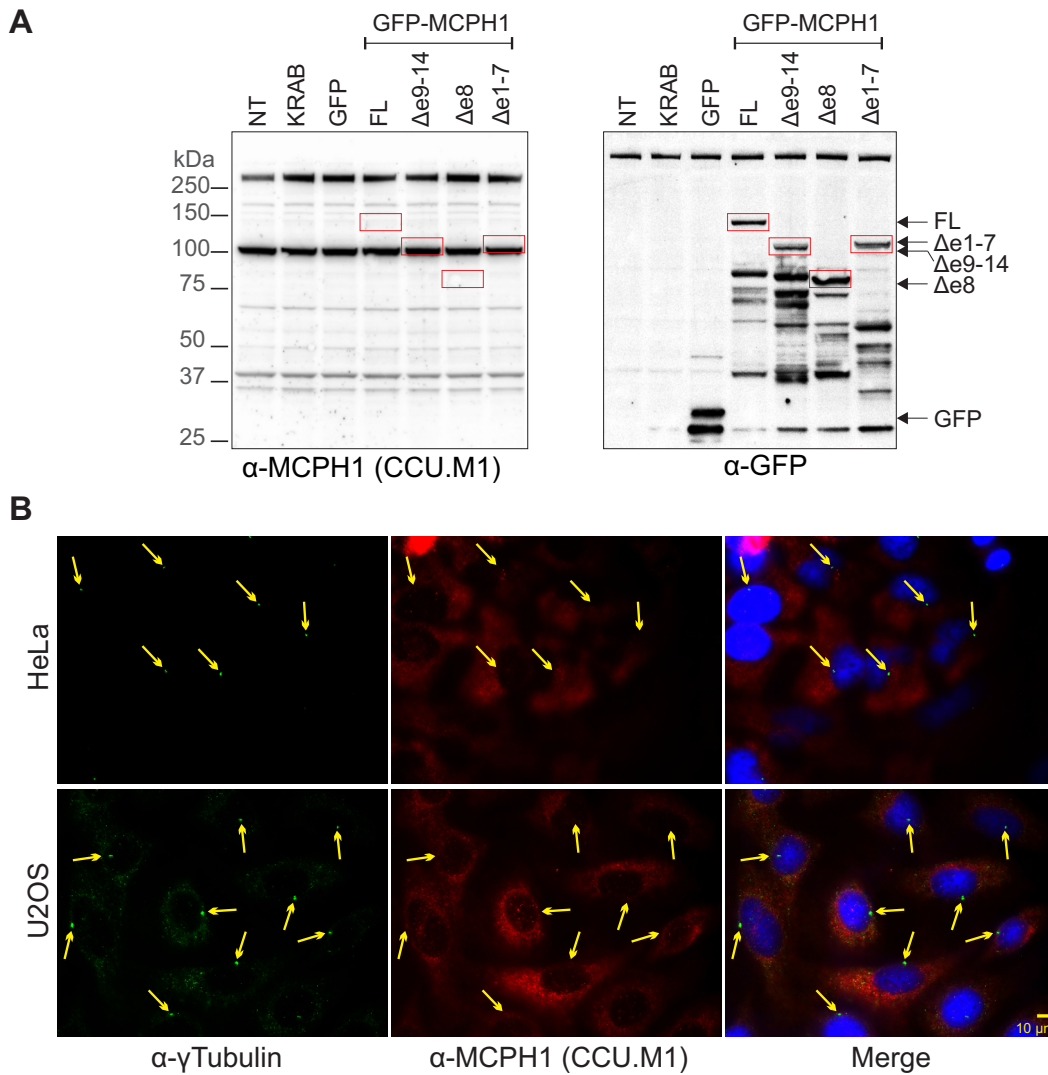 A
GFP-MCPH1
NT
KRAB
GFP
FL
Δe9-14
Δe8
Δe1-7
kDa
250
150
100
75
50
37
25
α-MCPH1 (CCU.M1)
GFP-MCPH1
NT
KRAB
GFP
FL
Δe9-14
Δe8
Δe1-7
FL
Δe1-7
Δe9-14
Δe8
GFP
α-GFP
B
HeLa
U2OS
10 μm
α-γTubulin
α-MCPH1 (CCU.M1)
Merge